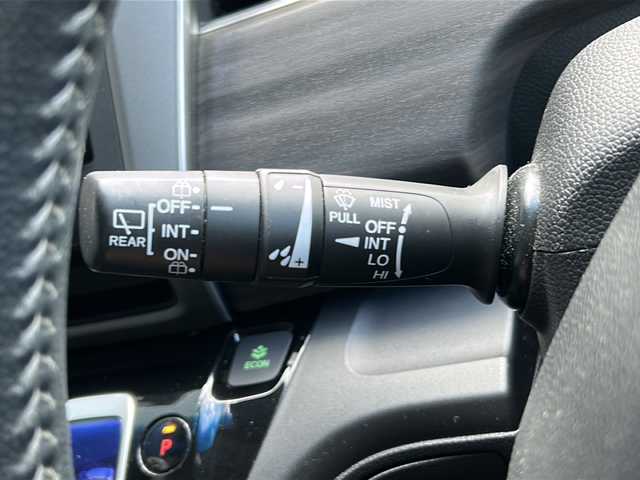 REAR
OFF
INT
ON
- 
+
PULL
MIST
OFF
INT
LO
HI
ECON
P